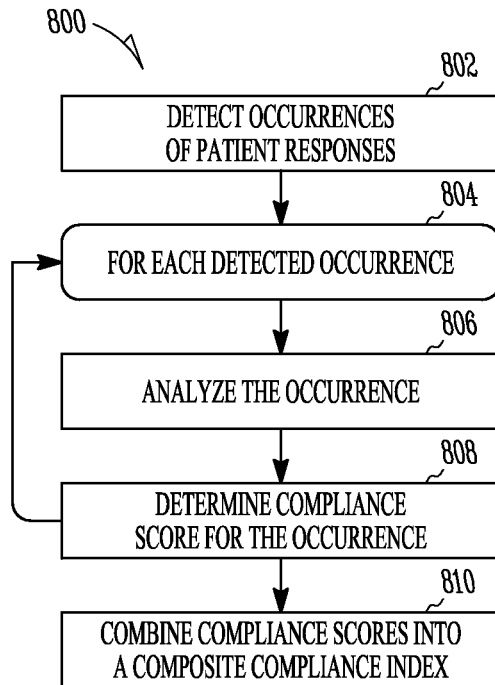 800
802
DETECT OCCURRENCES
OF PATIENT RESPONSES
804
FOR EACH DETECTED OCCURRENCE
806
ANALYZE THE OCCURRENCE
808
DETERMINE COMPLIANCE
SCORE FOR THE OCCURRENCE
810
COMBINE COMPLIANCE SCORES INTO
A COMPOSITE COMPLIANCE INDEX